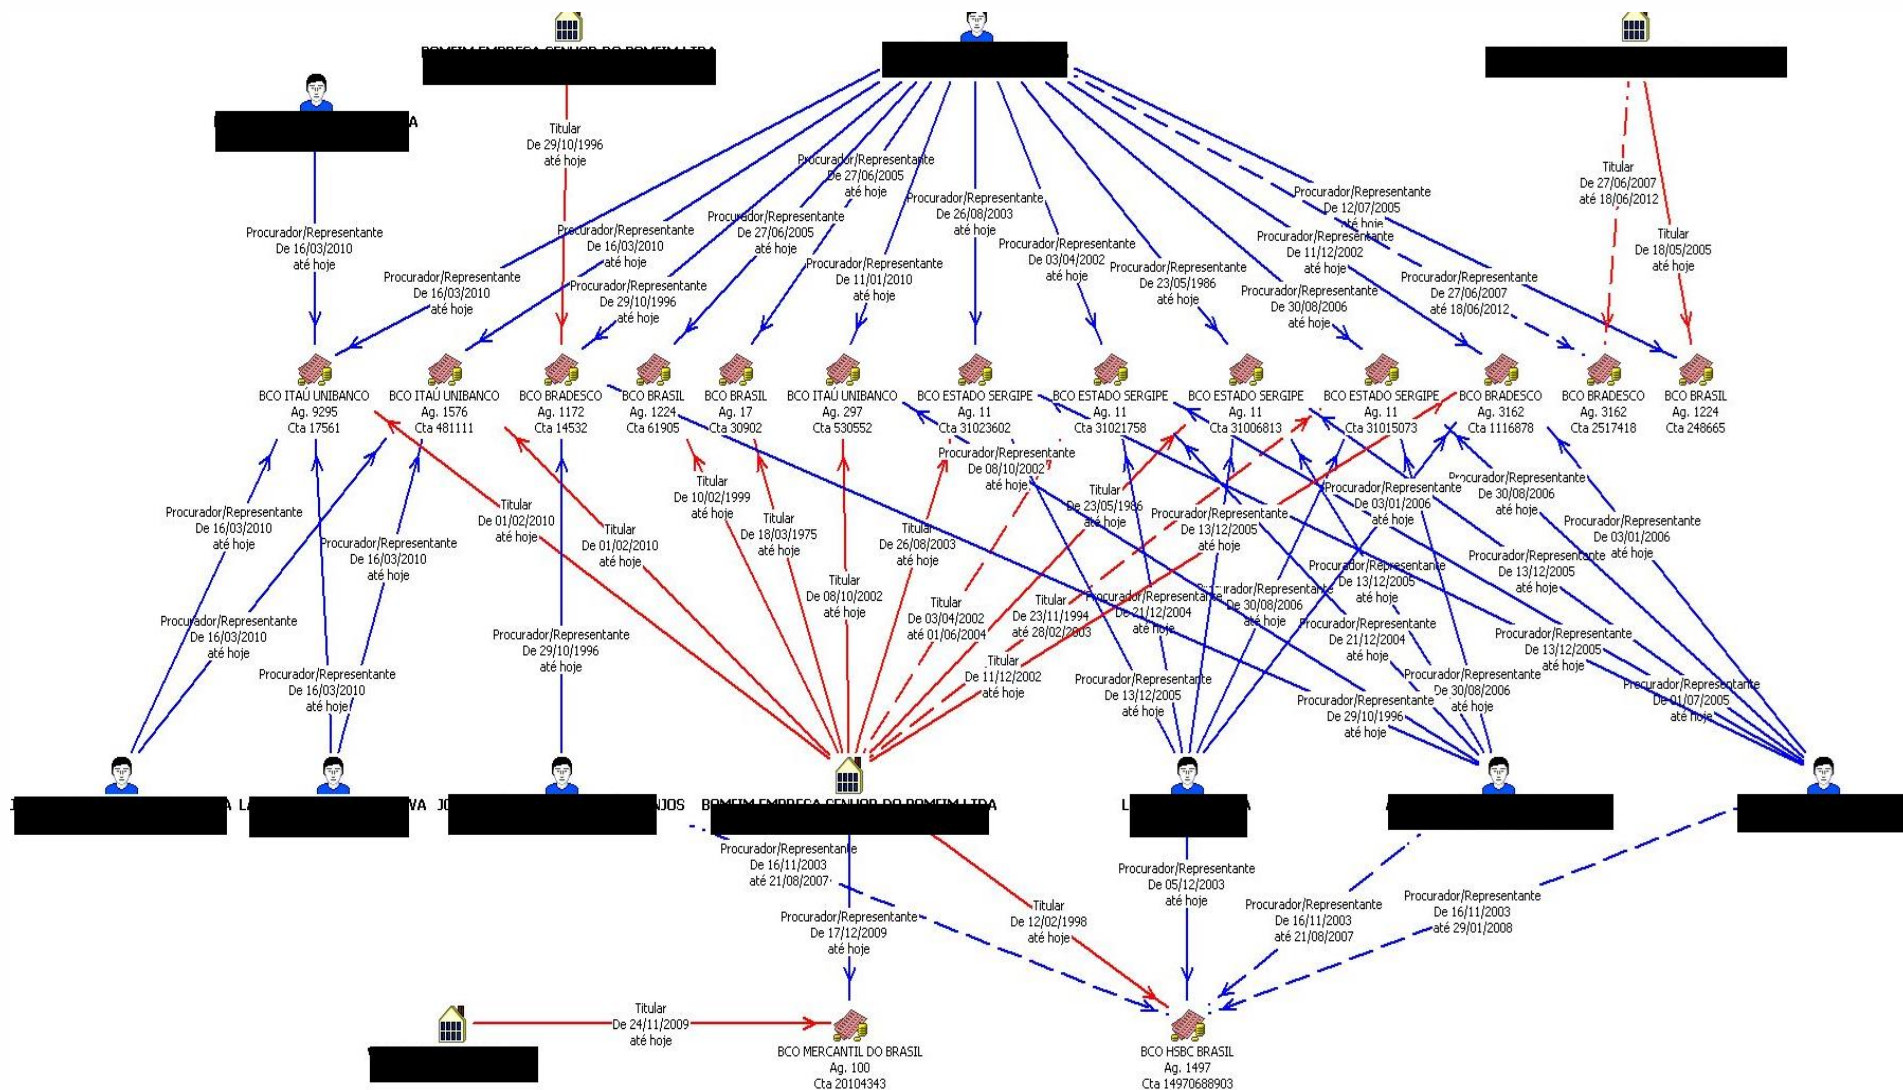 Titular
De 29/10/1996
até hoje
Procurador/Representante
De 27/06/2005
até hoje
Titular
De 27/06/2007
até 18/06/2012
Procurador/Representante
De 12/07/2005
até hoje
Procurador/Representante
De 26/08/2003
até hoje
Procurador/Representante
De 27/06/2005
até hoje
Procurador/Representante
De 16/03/2010
até hoje
Procurador/Representante
De 16/03/2010
até hoje
Titular
De 18/05/2005
até hoje
Procurador/Representante
De 11/12/2002
até hoje
Procurador/Representante
De 03/04/2002
até hoje
Procurador/Representante
De 11/01/2010
até hoje
Procurador/Representante
De 23/05/1986
até hoje
Procurador/Representante
De 16/03/2010
até hoje
Procurador/Representante
De 27/06/2007
até 18/06/2012
Procurador/Representante
De 29/10/1996
até hoje
Procurador/Representante
De 30/08/2006
até hoje
BCO ITAÚ UNIBANCO
Ag. 9295
Cta 17561
BCO ITAÚ UNIBANCO
Ag. 1576
Cta 481111
BCO BRADESCO
Ag. 1172
Cta 14532
BCO BRASIL
Ag. 1224
Cta 61905
BCO BRASIL
Ag. 17
Cta 30902
BCO ITAÚ UNIBANCO
Ag. 297
Cta 530552
BCO ESTADO SERGIPE
Ag. 11
Cta 31023602
BCO ESTADO SERGIPE
Ag. 11
Cta 31021758
BCO ESTADO SERGIPE
Ag. 11
Cta 31006813
BCO ESTADO SERGIPE
Ag. 11
Cta 31015073
BCO BRADESCO
Ag. 3162
Cta 1116878
BCO BRADESCO
Ag. 3162
Cta 2517418
BCO BRASIL
Ag. 1224
Cta 248665
Procurador/Representante
De 08/10/2002
até hoje
Titular
De 10/02/1999
até hoje
Procurador/Representante
De 30/08/2006
até hoje
Procurador/Representante
De 03/01/2006
até hoje
Titular
De 23/05/1986
até hoje
Titular
De 01/02/2010
até hoje
Procurador/Representante
De 16/03/2010
até hoje
Procurador/Representante
De 13/12/2005
até hoje
Titular
De 18/03/1975
até hoje
Procurador/Representante
De 03/01/2006
até hoje
Titular
De 26/08/2003
até hoje
Titular
De 01/02/2010
até hoje
Procurador/Representante
De 16/03/2010
até hoje
Procurador/Representante
De 13/12/2005
até hoje
Procurador/Representante
De 13/12/2005
até hoje
Titular
De 08/10/2002
até hoje
Procurador/Representante
De 21/12/2004
até hoje
Procurador/Representante
De 30/08/2006
até hoje
Titular
De 03/04/2002
até 01/06/2004
Titular
De 23/11/1994
até 28/02/2003
Procurador/Representante
De 16/03/2010
até hoje
Procurador/Representante
De 21/12/2004
até hoje
Procurador/Representante
De 29/10/1996
até hoje
Procurador/Representante
De 13/12/2005
até hoje
Titular
De 11/12/2002
até hoje
Procurador/Representante
De 16/03/2010
até hoje
Procurador/Representante
De 13/12/2005
até hoje
Procurador/Representante
De 30/08/2006
até hoje
Procurador/Representante
De 01/07/2005
até hoje
Procurador/Representante
De 29/10/1996
até hoje
BOMFIM EMPRESA SENHOR DO BOMFIM LTDA
Procurador/Representante
De 16/11/2003
até 21/08/2007
Procurador/Representante
De 05/12/2003
até hoje
Titular
De 12/02/1998
até hoje
Procurador/Representante
De 17/12/2009
até hoje
Procurador/Representante
De 16/11/2003
até 21/08/2007
Procurador/Representante
De 16/11/2003
até 29/01/2008
Titular
De 24/11/2009
até hoje
BCO MERCANTIL DO BRASIL
Ag. 100
Cta 20104343
BCO HSBC BRASIL
Ag. 1497
Cta 14970688903